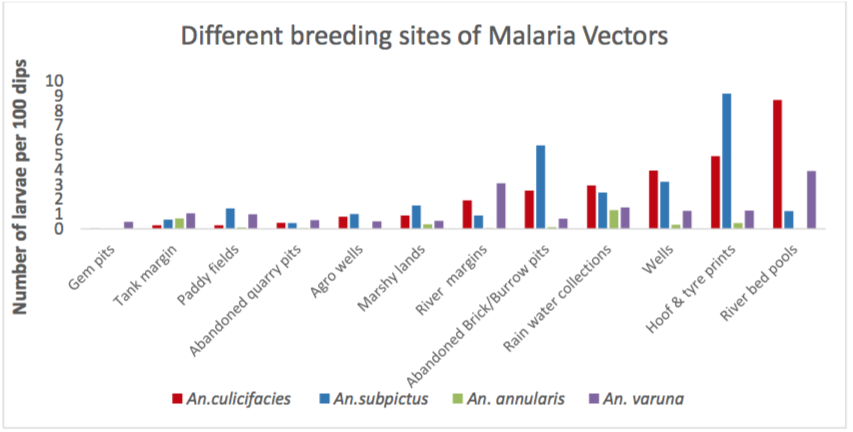 Different breeding sites of Malaria Vectors
Number of larvae per 100 dips
10
9
8
7
6
5
4
3
2
1
0
Gem pits
Tank margin
Paddy fields
Abandoned quarry pits
Agro wells
Marshy lands
River margins
Abandoned Brick/Burrow pits
Rain water collections
Wells
Hoof & tyre prints
River bed pools
An.culicifacies An.subpictus An. annularis An. varuna